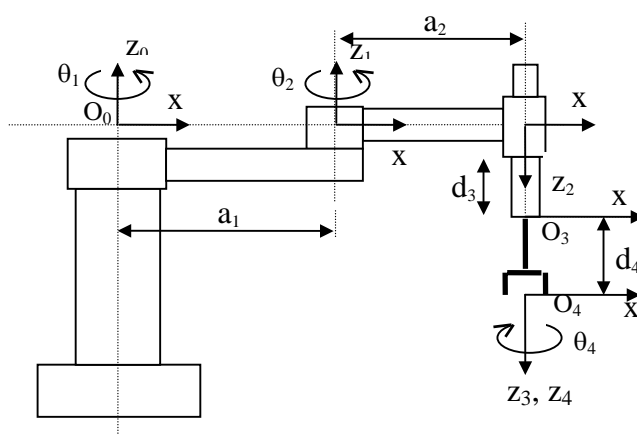 a₂
z₀
z₁
θ₁
θ₂
O₀
x
x
x
z₂
d₃
x
a₁
O₃
d₄
O₄
x
θ₄
z₃, z₄